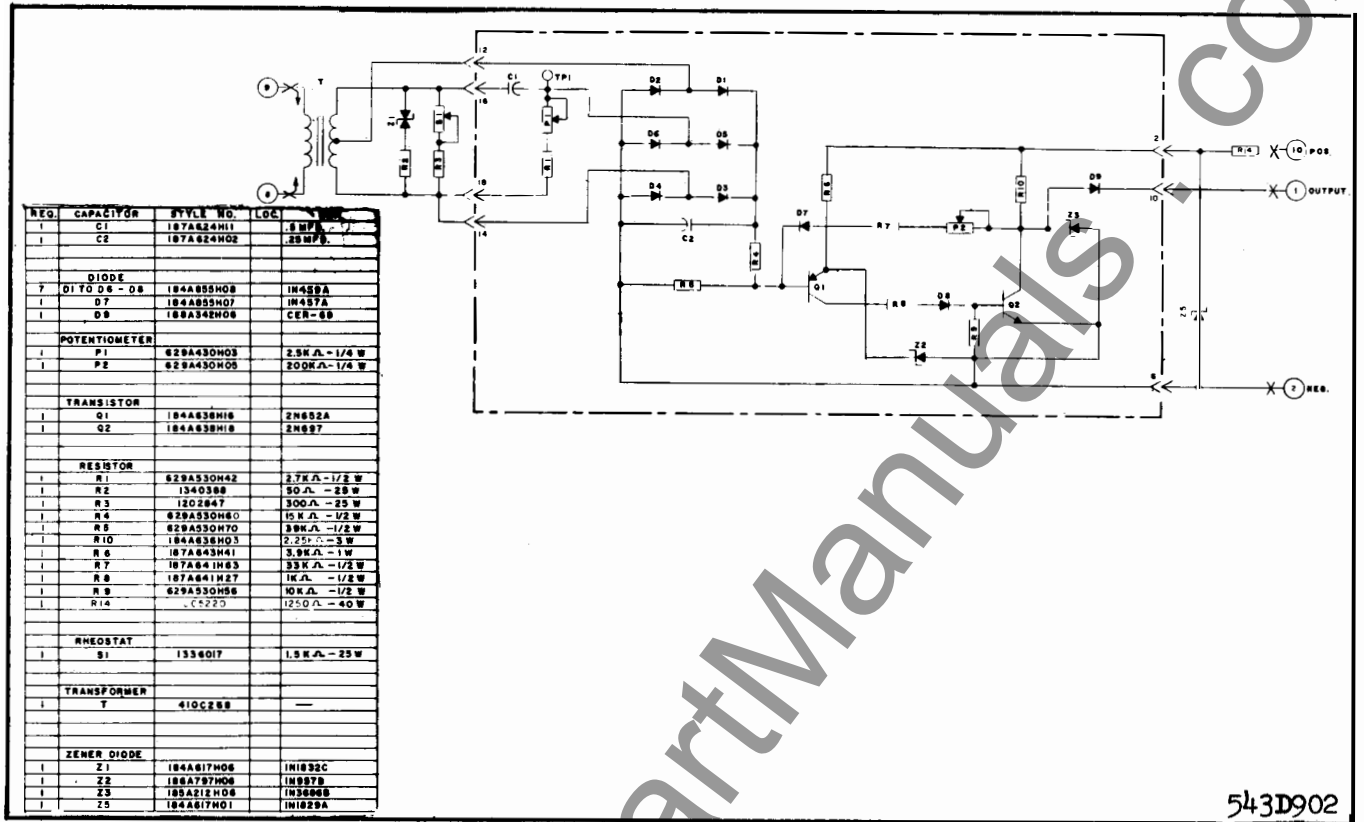 12
16
18
14
9
T
8
C1
TP1
P1
R1
Z1
R2
S1
R3
D2
D1
D6
D5
D4
D3
C2
R4
R6
D7
R7
P2
R5
R10
D9
Z3
Q1
R8
D8
Q2
R9
Z2
2
10
6
Z5
R14
10 POS.
1 OUTPUT.
2 NEG.
REQ. CAPACITOR STYLE NO. LOC.
1 C1 187A624H11 .5 MFD.
1 C2 187A624H02 .25 MFD.
DIODE
7 D1 TO D6 - D8 184A855H08 IN459A
1 D7 184A855H07 IN457A
1 D9 188A342H06 CER-69
POTENTIOMETER
1 P1 629A430H03 2.5K Ω - 1/4 W
1 P2 629A430H05 200K Ω - 1/4 W
TRANSISTOR
1 Q1 184A638H16 2N652A
1 Q2 184A638H18 2N697
RESISTOR
1 R1 629A530H42 2.7K Ω - 1/2 W
1 R2 1340388 50 Ω - 25 W
1 R3 1202847 300 Ω - 25 W
1 R4 629A530H60 15 K Ω - 1/2 W
1 R5 629A530H70 39K Ω - 1/2 W
1 R10 184A636H03 2.25K Ω - 3 W
1 R6 187A643H41 3.9K Ω - 1 W
1 R7 187A641H63 33K Ω - 1/2 W
1 R8 187A641H27 1K Ω - 1/2 W
1 R9 629A530H56 10K Ω - 1/2 W
1 R14 1250 Ω - 40 W
RHEOSTAT
1 S1 1336017 1.5 K Ω - 25 W
TRANSFORMER
1 T 410C268 —
ZENER DIODE
1 Z1 184A617H06 IN1832C
1 Z2 186A797H06 IN957B
1 Z3 185A212H06 IN3686B
1 Z5 184A617H01 IN1829A
543D902